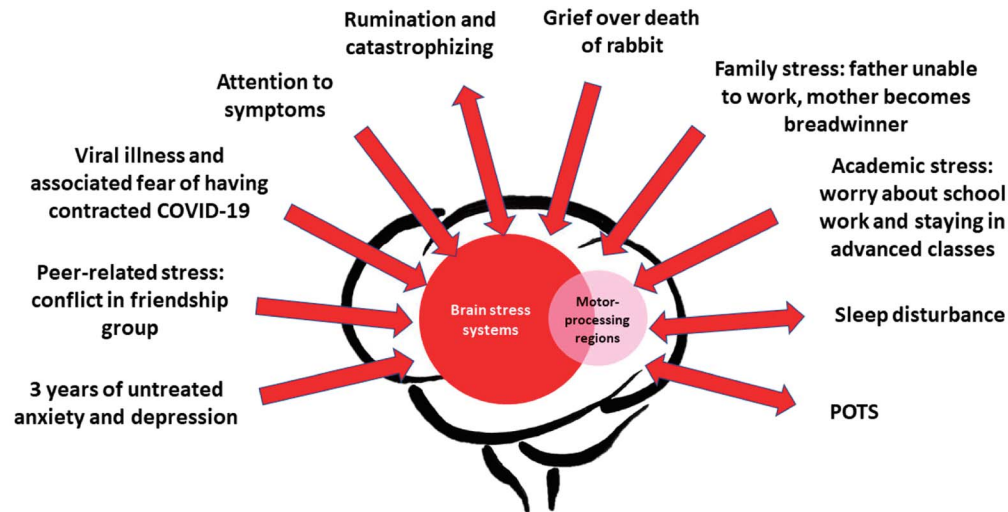 Rumination and
catastrophizing
Grief over death
of rabbit
Attention to
symptoms
Family stress: father unable
to work, mother becomes
breadwinner
Viral illness and
associated fear of having
contracted COVID-19
Academic stress:
worry about school
work and staying in
advanced classes
Peer-related stress:
conflict in friendship
group
Brain stress
systems
Motor-
processing
regions
Sleep disturbance
3 years of untreated
anxiety and depression
POTS